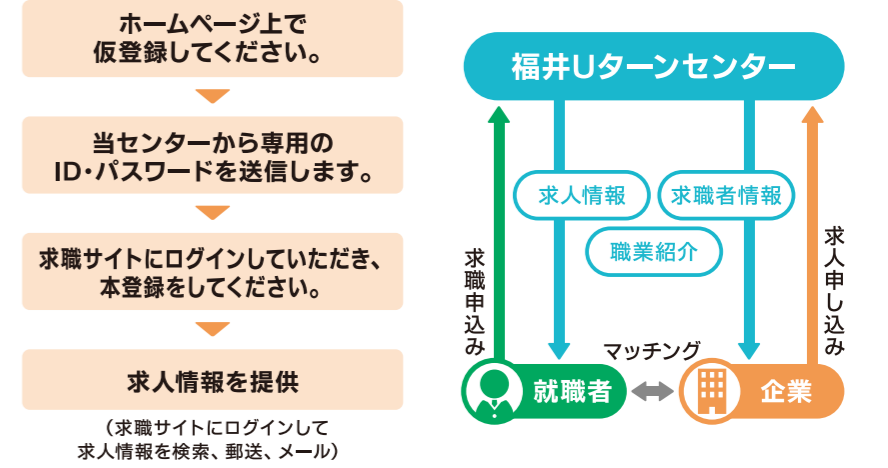 ホームページ上で
仮登録してください。
当センターから専用の
ID・パスワードを送信します。
求職サイトにログインしていただき、
本登録をしてください。
求人情報を提供
（求職サイトにログインして
求人情報を検索、郵送、メール）
福井Uターンセンター
求人情報
求職者情報
職業紹介
求職申込み
求人申し込み
マッチング
就職者
企業